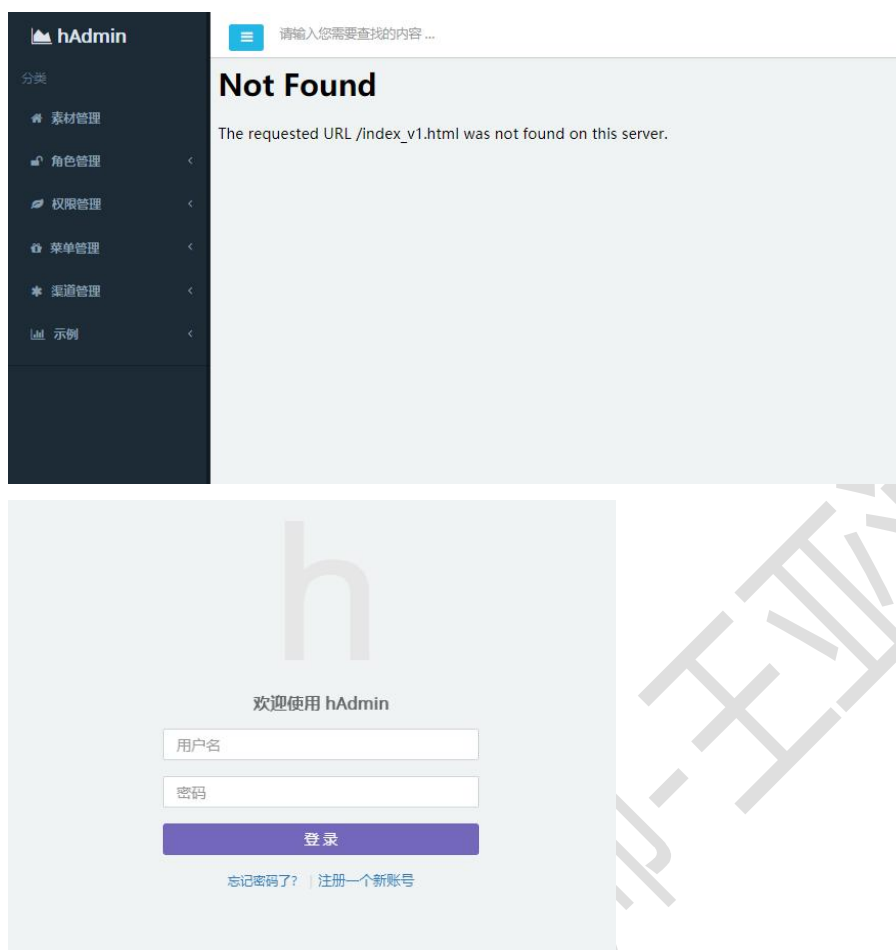 hAdmin
请输入您需要查找的内容 ...
分类
Not Found
素材管理
The requested URL /index_v1.html was not found on this server.
角色管理
权限管理
菜单管理
渠道管理
示例
h
欢迎使用 hAdmin
用户名
密码
登录
忘记密码了? | 注册一个新账号